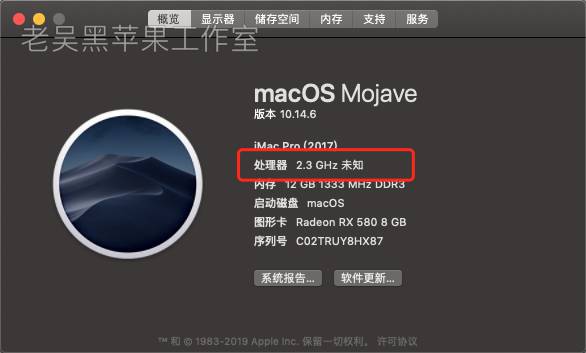 概览 显示器 储存空间 内存 支持 服务
老吴黑苹果工作室
macOS Mojave
版本 10.14.6
iMac Pro (2017)
处理器 2.3 GHz 未知
内存 12 GB 1333 MHz DDR3
启动磁盘 macOS
图形卡 Radeon RX 580 8 GB
序列号 C02TRUY8HX87
系统报告... 软件更新...
™ 和 © 1983-2019 Apple Inc. 保留一切权利。 许可协议